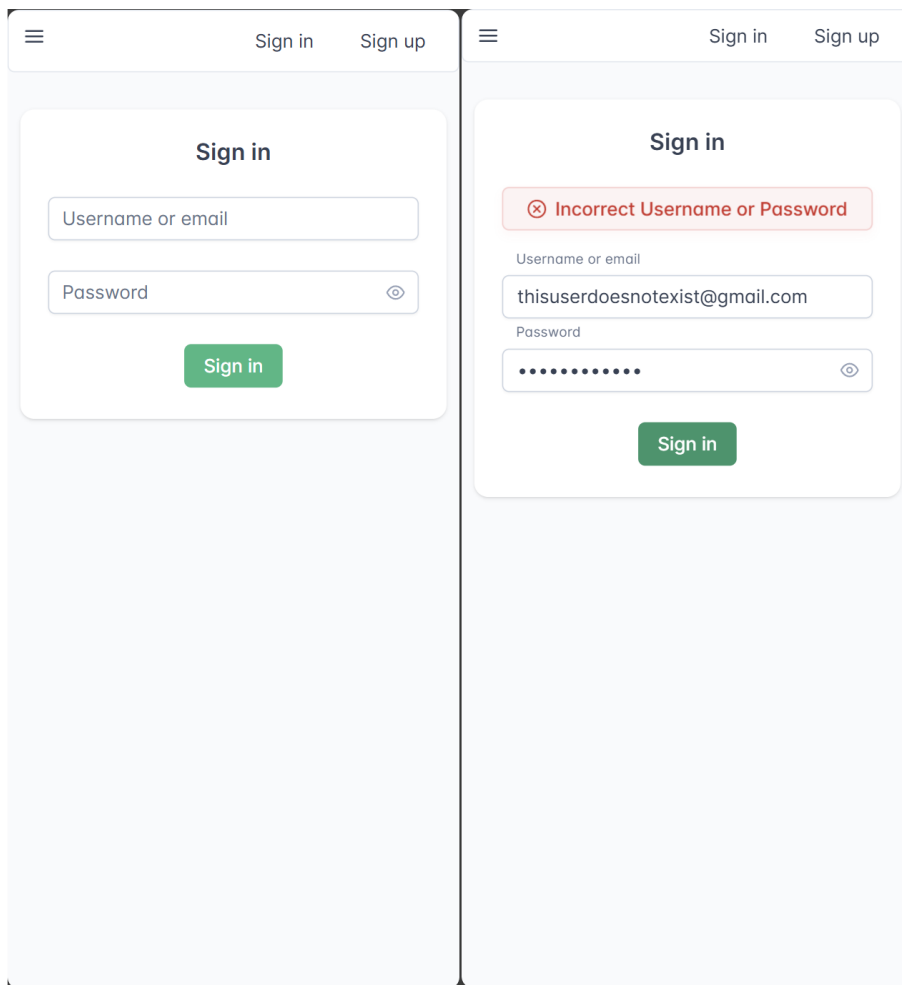 Sign in Sign up
Sign in
Username or email
Password
Sign in
Sign in Sign up
Sign in
Incorrect Username or Password
Username or email
thisuserdoesnotexist@gmail.com
Password
••••••••••••
Sign in